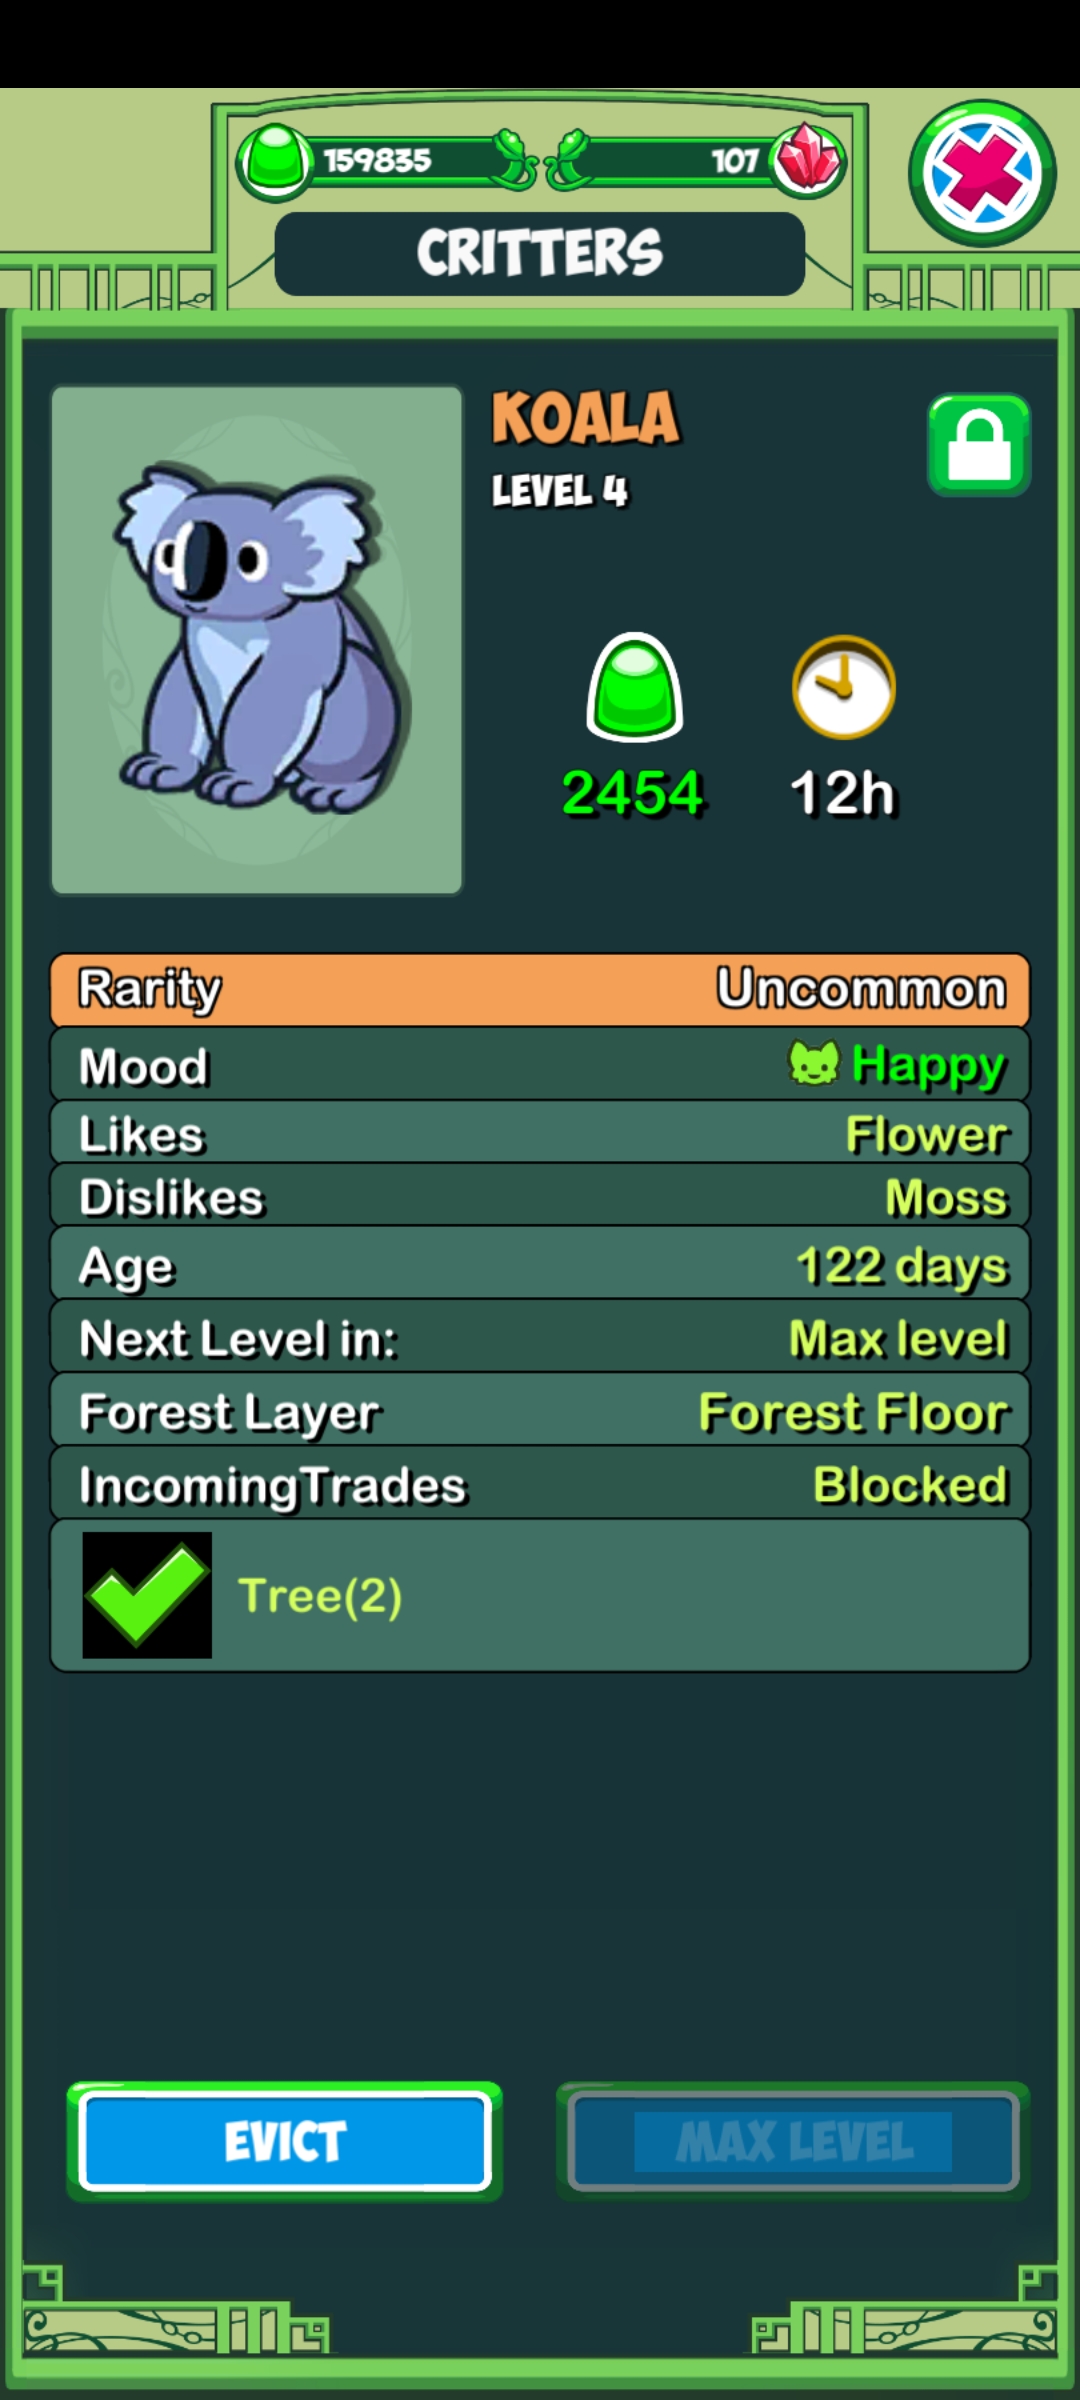 159835
107
CRITTERS
KOALA
LEVEL 4
2454
12h
Rarity Uncommon
Mood Happy
Likes Flower
Dislikes Moss
Age 122 days
Next Level in: Max level
Forest Layer Forest Floor
IncomingTrades Blocked
Tree(2)
EVICT
MAX LEVEL